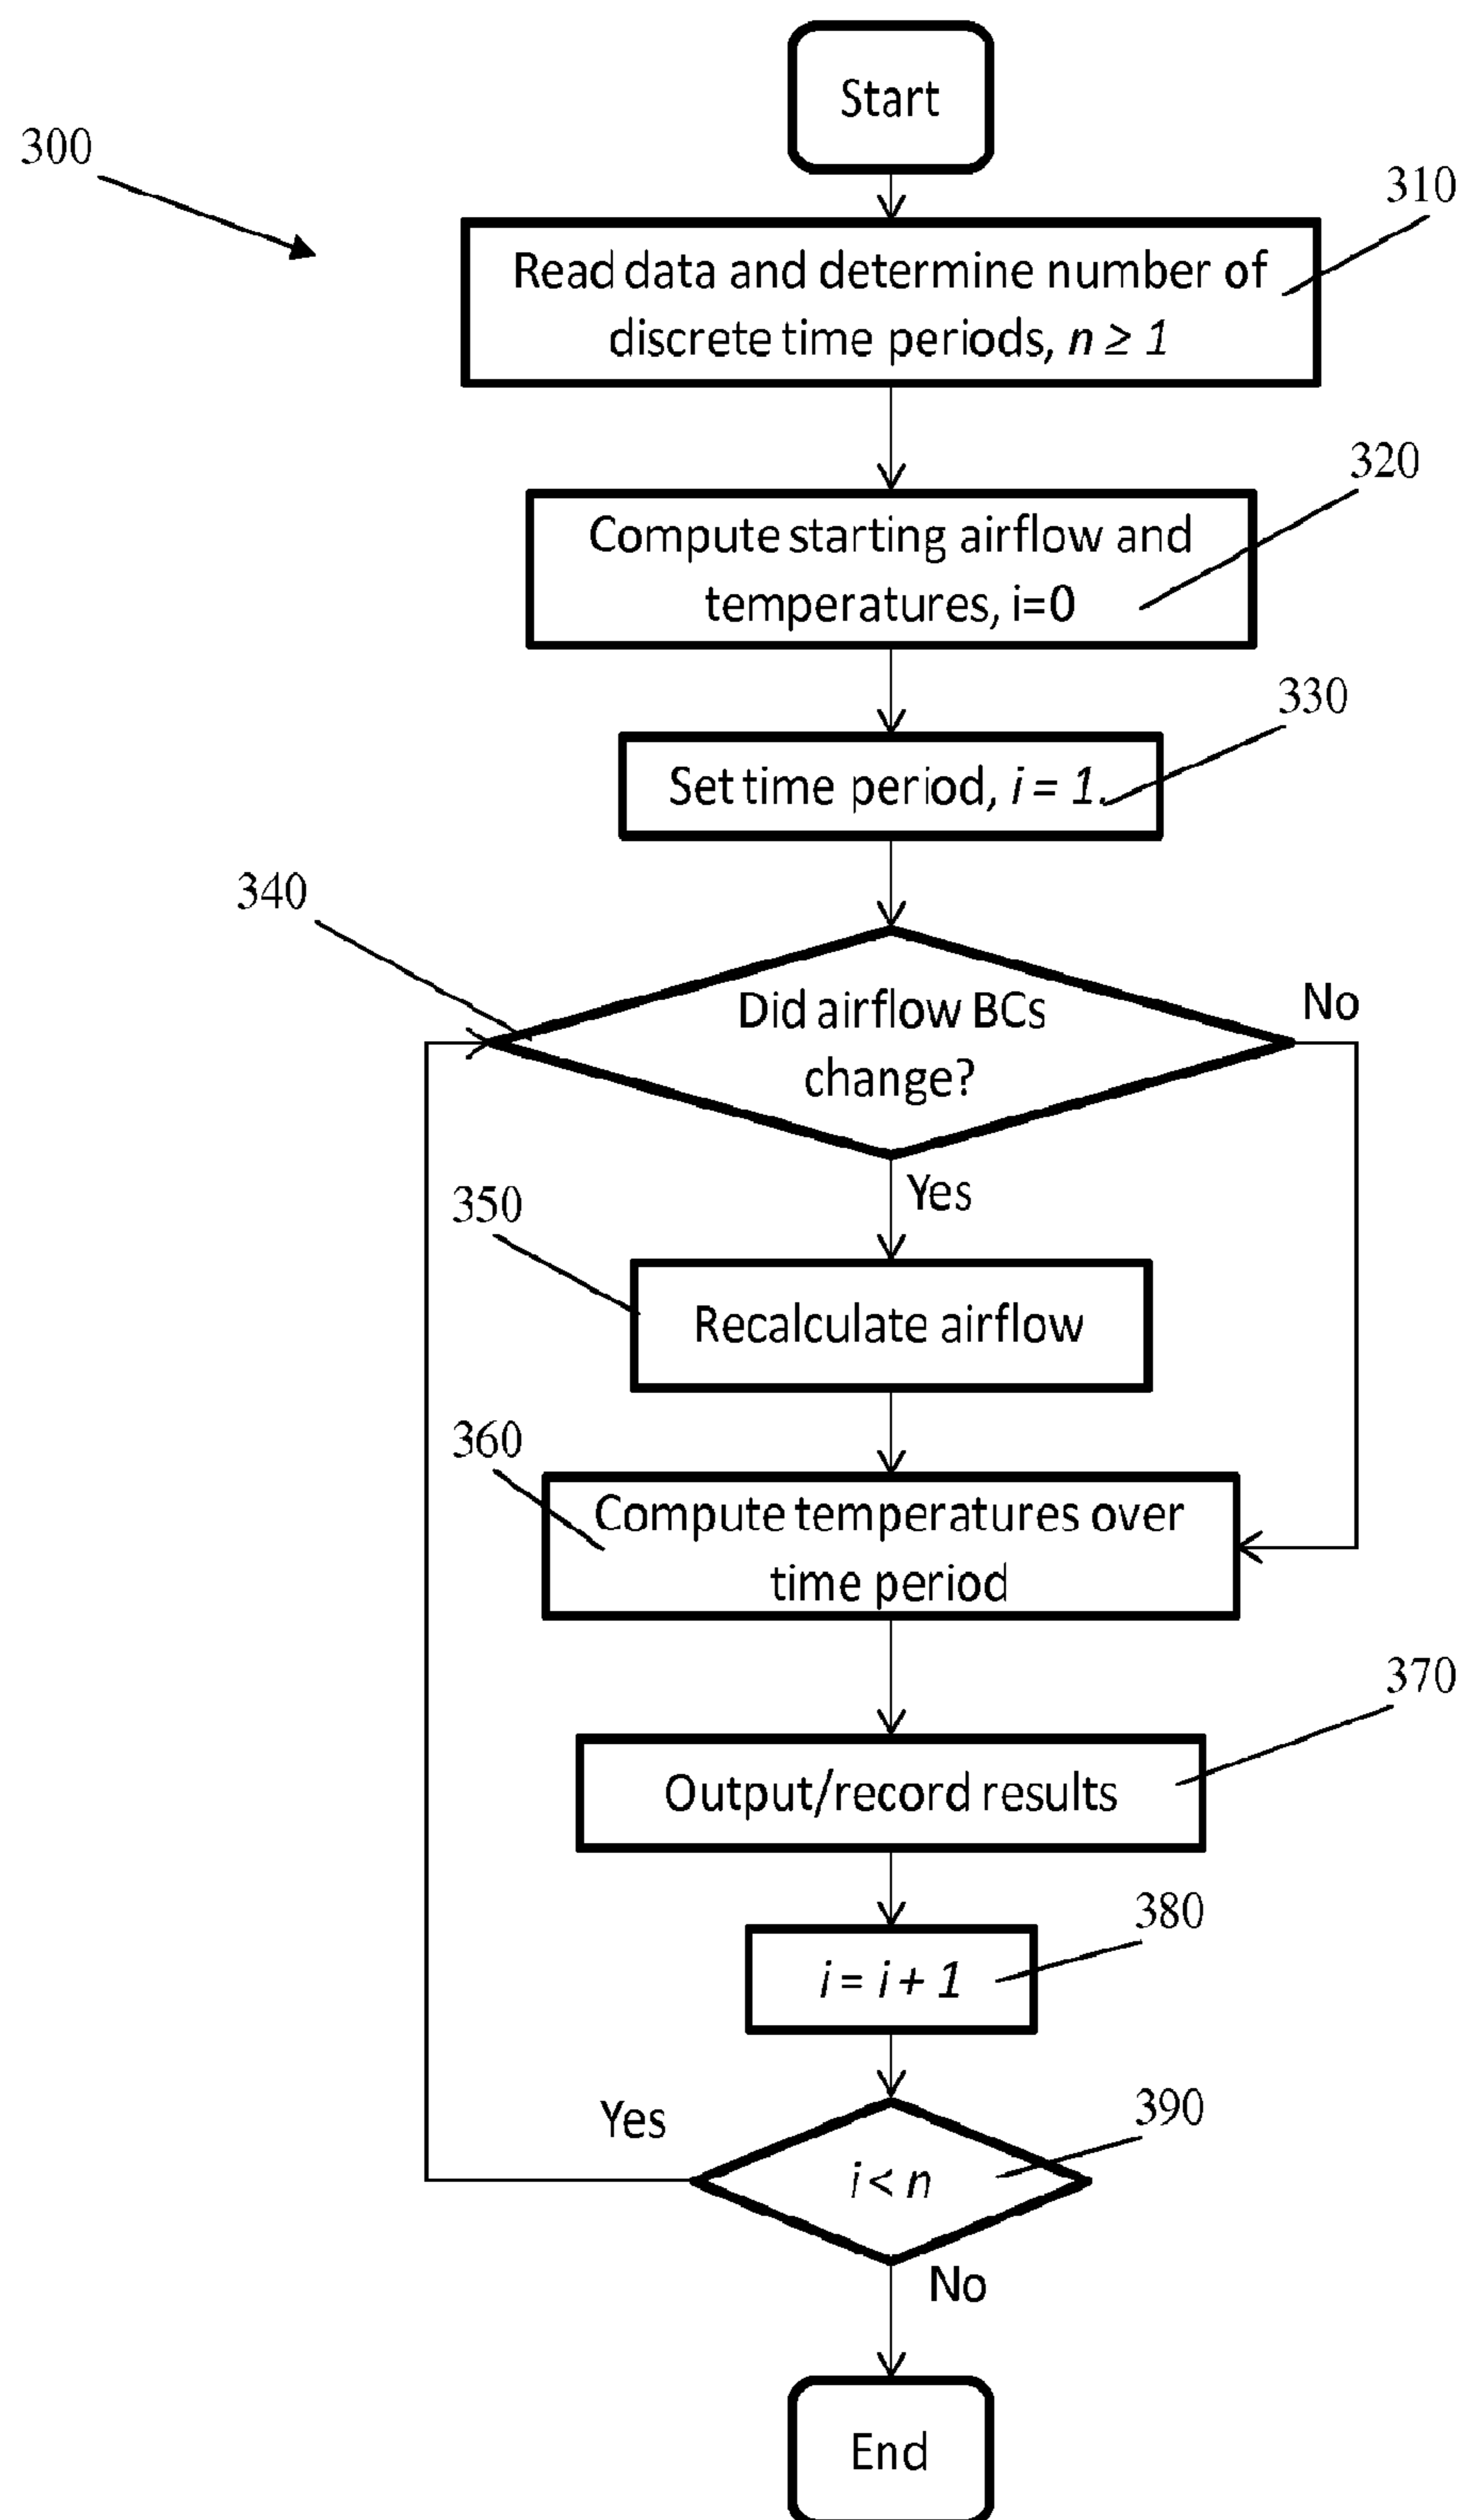 Start
300
310
Read data and determine number of
discrete time periods, n ≥ 1
320
Compute starting airflow and
temperatures, i=0
330
Set time period, i = 1.
340
Did airflow BCs
change?
No
Yes
350
Recalculate airflow
360
Compute temperatures over
time period
370
Output/record results
380
i = i + 1
390
Yes
i < n
No
End